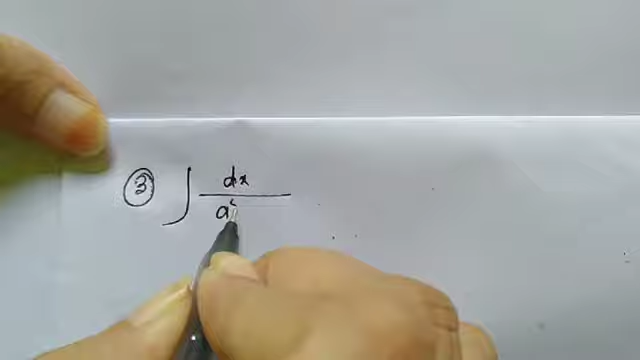 ③ ∫ dx / a²